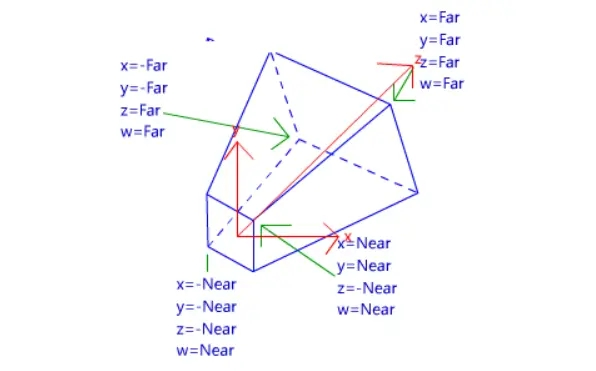 x=Far
y=Far
z
z=Far
w=Far
x=-Far
y=-Far
z=Far
w=Far
y
x
x=Near
y=Near
z=-Near
w=Near
x=-Near
y=-Near
z=-Near
w=Near